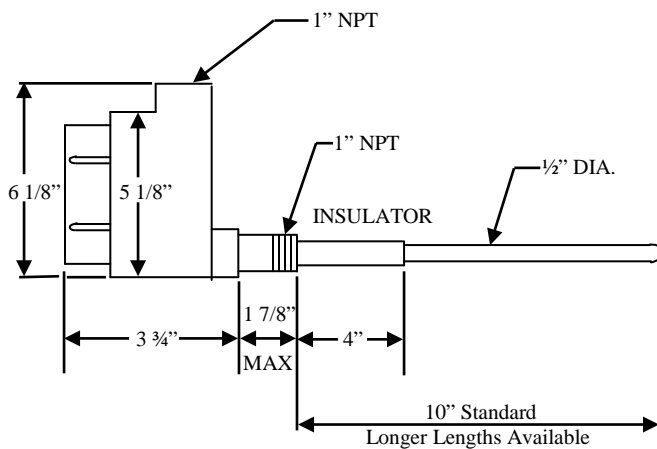 1” NPT
1” NPT
½” DIA.
6 1/8”
5 1/8”
INSULATOR
1 7/8”
3 ¾”
4”
MAX
10” Standard
Longer Lengths Available